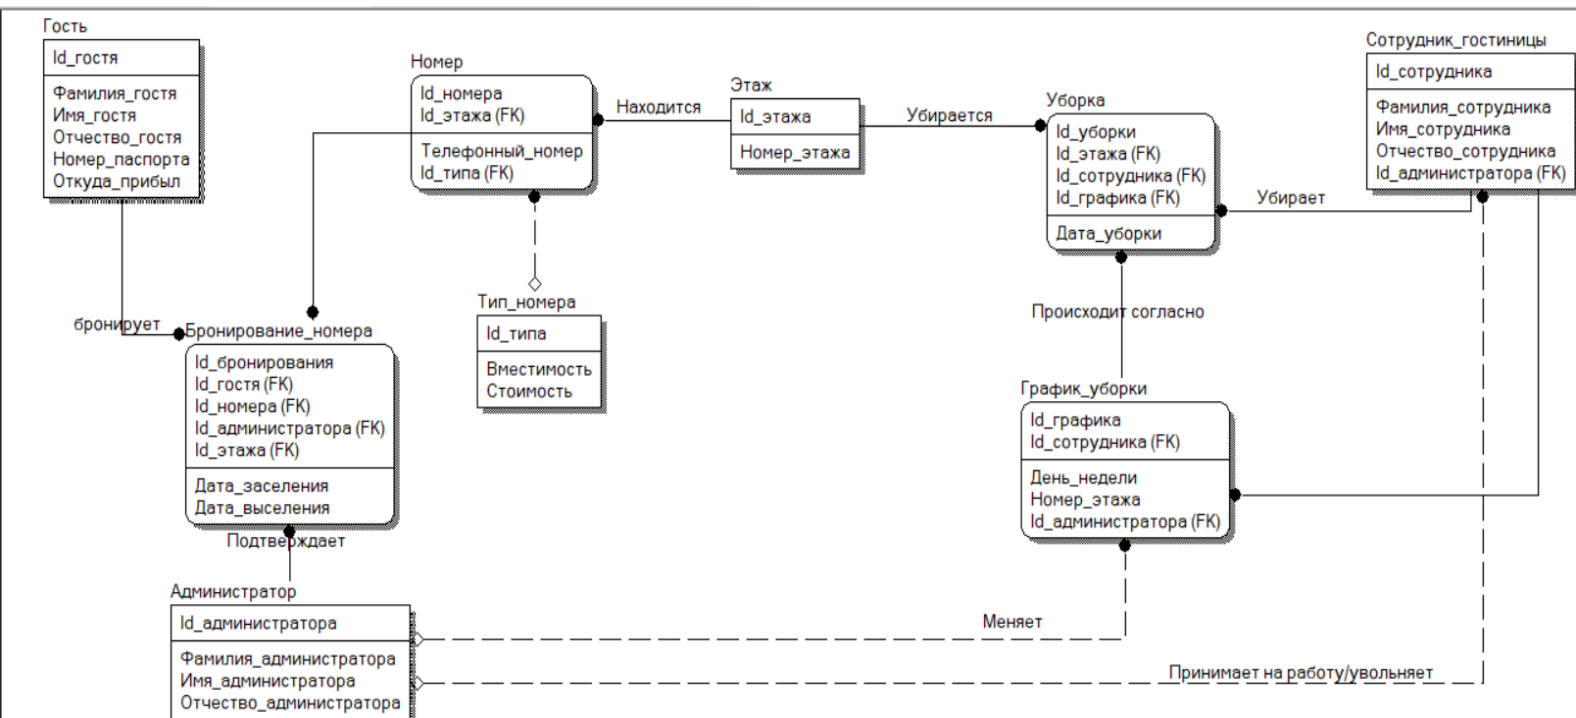 Гость
Id_гостя
Фамилия_гостя
Имя_гостя
Отчество_гостя
Номер_паспорта
Откуда_прибыл
Номер
Id_номера
Id_этажа (FK)
Телефонный_номер
Id_типа (FK)
Находится
Этаж
Id_этажа
Номер_этажа
Убирается
Уборка
Id_уборки
Id_этажа (FK)
Id_сотрудника (FK)
Id_графика (FK)
Дата_уборки
Сотрудник_гостиницы
Id_сотрудника
Фамилия_сотрудника
Имя_сотрудника
Отчество_сотрудника
Id_администратора (FK)
Убирает
Тип_номера
Id_типа
Вместимость
Стоимость
Происходит согласно
бронирует
Бронирование_номера
Id_бронирования
Id_гостя (FK)
Id_номера (FK)
Id_администратора (FK)
Id_этажа (FK)
Дата_заселения
Дата_выселения
График_уборки
Id_графика
Id_сотрудника (FK)
День_недели
Номер_этажа
Id_администратора (FK)
Подтверждает
Администратор
Id_администратора
Фамилия_администратора
Имя_администратора
Отчество_администратора
Меняет
Принимает на работу/увольняет